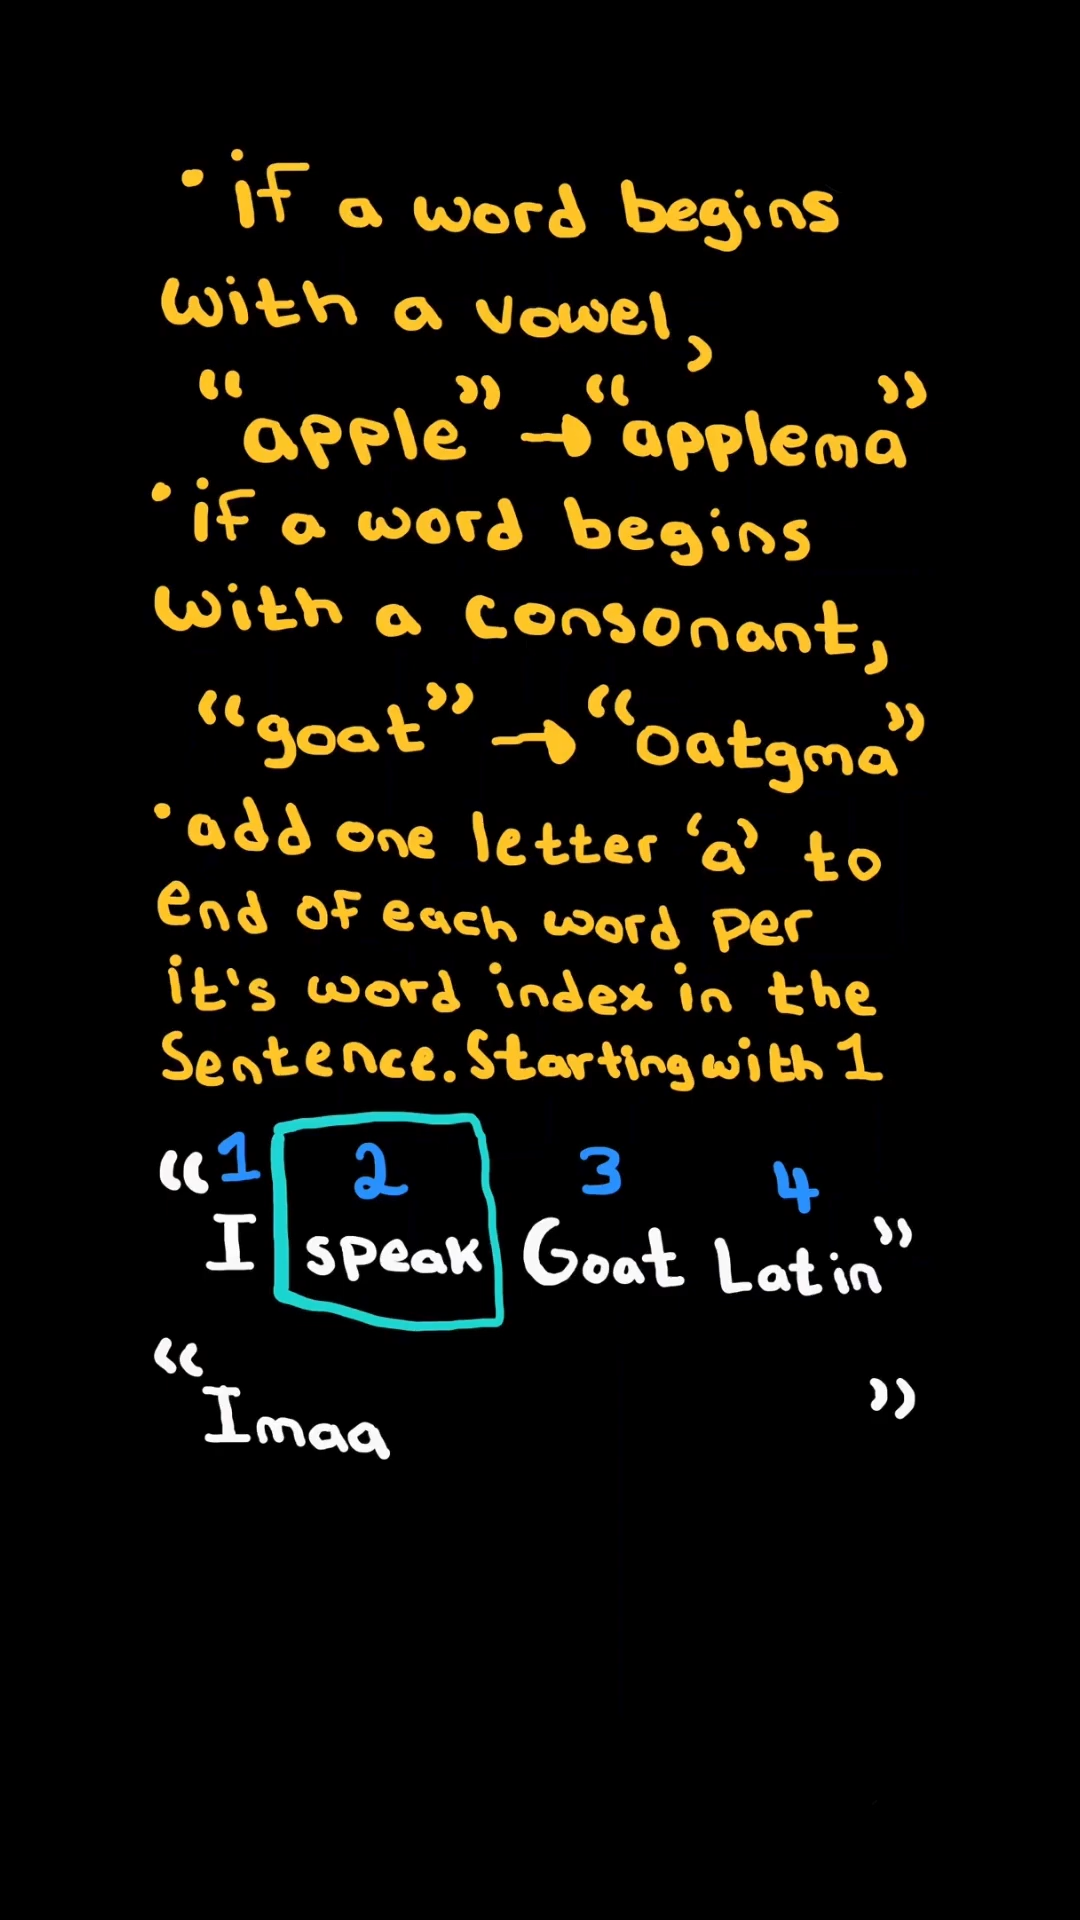 • if a word begins
with a vowel,
“apple” → “applema”
• if a word begins
with a consonant,
“goat” → “oatgma”
• add one letter ‘a’ to
end of each word per
it's word index in the
Sentence. Starting with 1
1 2 3 4
“I speak Goat Latin”
“Imaa ”